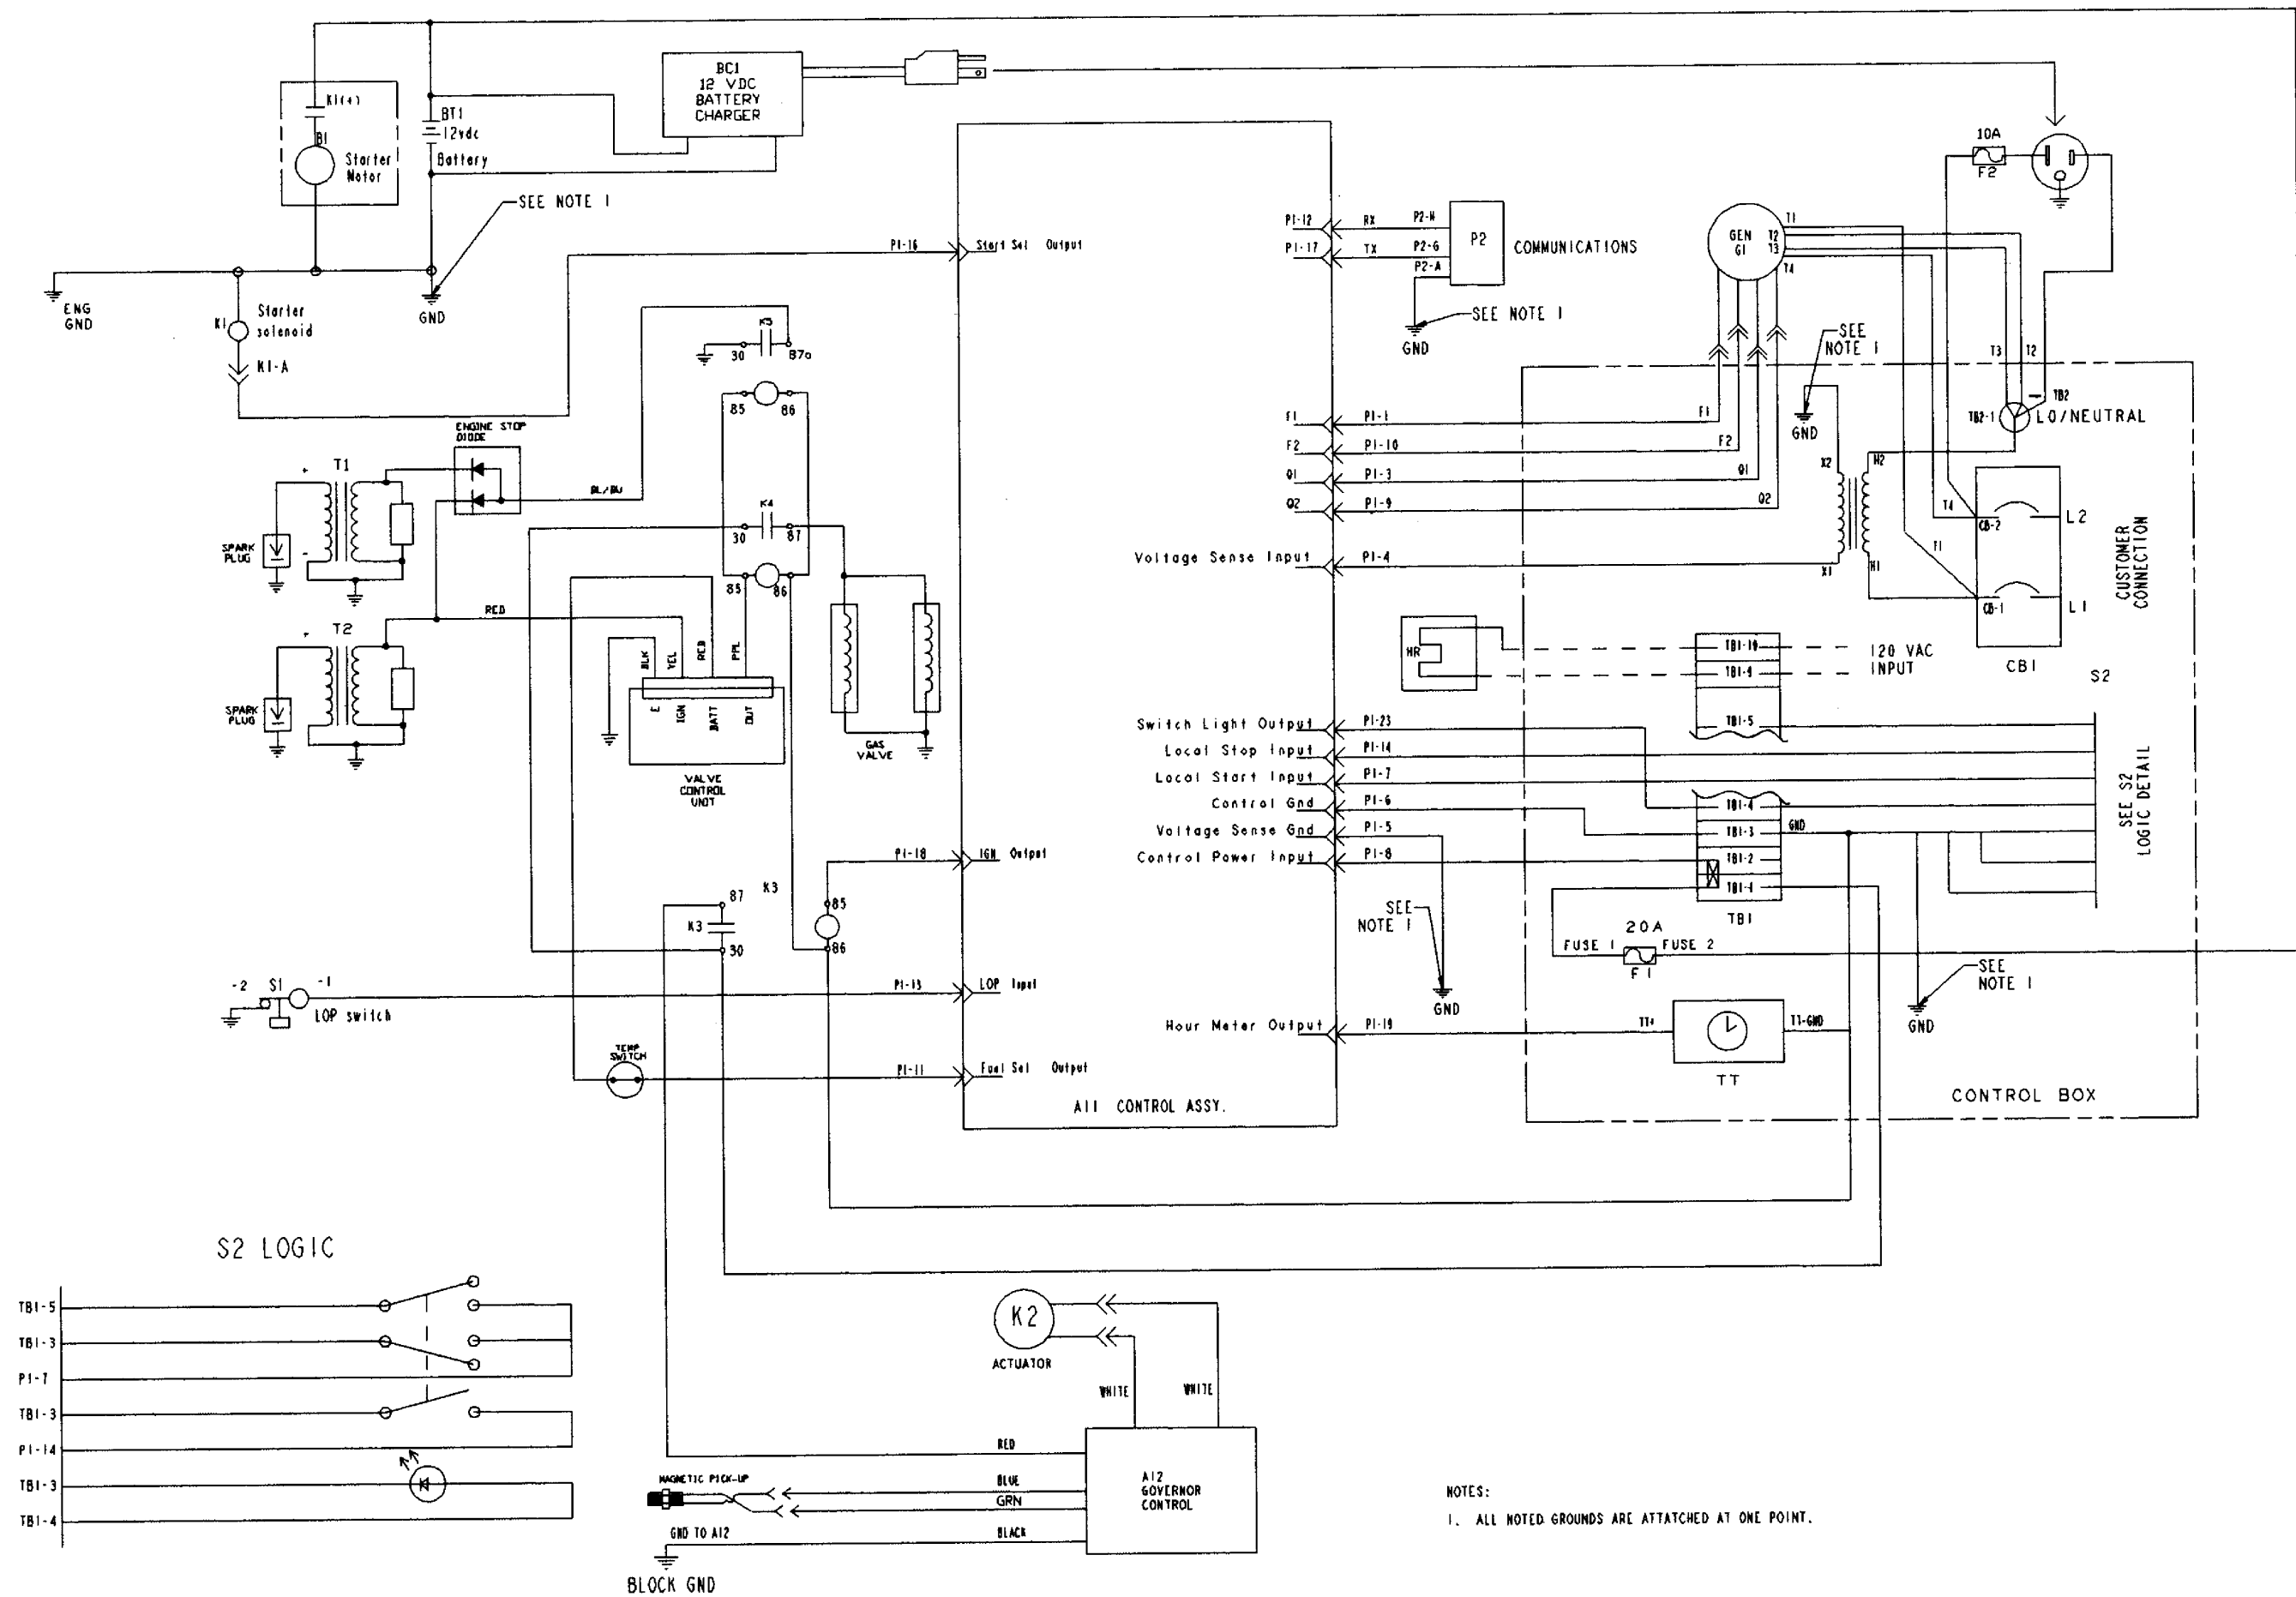 BC1
12 VDC
BATTERY
CHARGER
K1(+)
B1
Starter
Motor
BT1
12vdc
Battery
SEE NOTE 1
10A
F2
P1-16
Start Sol Output
P1-12
RX
P2-H
P1-17
TX
P2-G
P2-A
P2
COMMUNICATIONS
GEN
G1
T1
T2
T3
T4
ENG
GND
GND
K1
Starter
solenoid
K1-A
SEE NOTE 1
GND
SEE
NOTE 1
GND
T3
T2
TB2
TB2-1
LO/NEUTRAL
K5
30
87a
85
86
ENGINE STOP
DIODE
BL/BU
T1
+
-
SPARK
PLUG
K4
30
87
85
86
F1
P1-1
F1
F2
P1-10
F2
Q1
P1-3
Q1
Q2
P1-9
Q2
Voltage Sense Input
P1-4
X2
H2
X1
H1
T4
T1
CB-2
L2
CB-1
L1
CB1
CUSTOMER
CONNECTION
RED
T2
+
SPARK
PLUG
BLK
YEL
RED
PPL
E
IGN
BATT
OUT
VALVE
CONTROL
UNIT
GAS
VALVE
HR
TB1-10
TB1-9
120 VAC
INPUT
TB1-5
S2
Switch Light Output
P1-23
Local Stop Input
P1-14
Local Start Input
P1-7
Control Gnd
P1-6
Voltage Sense Gnd
P1-5
Control Power Input
P1-8
TB1-4
TB1-3
GND
TB1-2
TB1-1
TB1
SEE S2
LOGIC DETAIL
P1-18
IGN Output
87
K3
K3
30
85
86
SEE
NOTE 1
GND
20A
FUSE 1
FUSE 2
F1
SEE
NOTE 1
GND
-2
S1
-1
LOP switch
P1-13
LOP Input
TEMP
SWITCH
P1-11
Fuel Sol Output
Hour Meter Output
P1-19
TT+
TT-GND
TT
A11 CONTROL ASSY.
CONTROL BOX
S2 LOGIC
TB1-5
TB1-3
P1-7
TB1-3
P1-14
TB1-3
TB1-4
K2
ACTUATOR
WHITE
WHITE
RED
MAGNETIC PICK-UP
BLUE
GRN
GND TO A12
BLACK
BLOCK GND
A12
GOVERNOR
CONTROL
NOTES:
1. ALL NOTED GROUNDS ARE ATTATCHED AT ONE POINT.